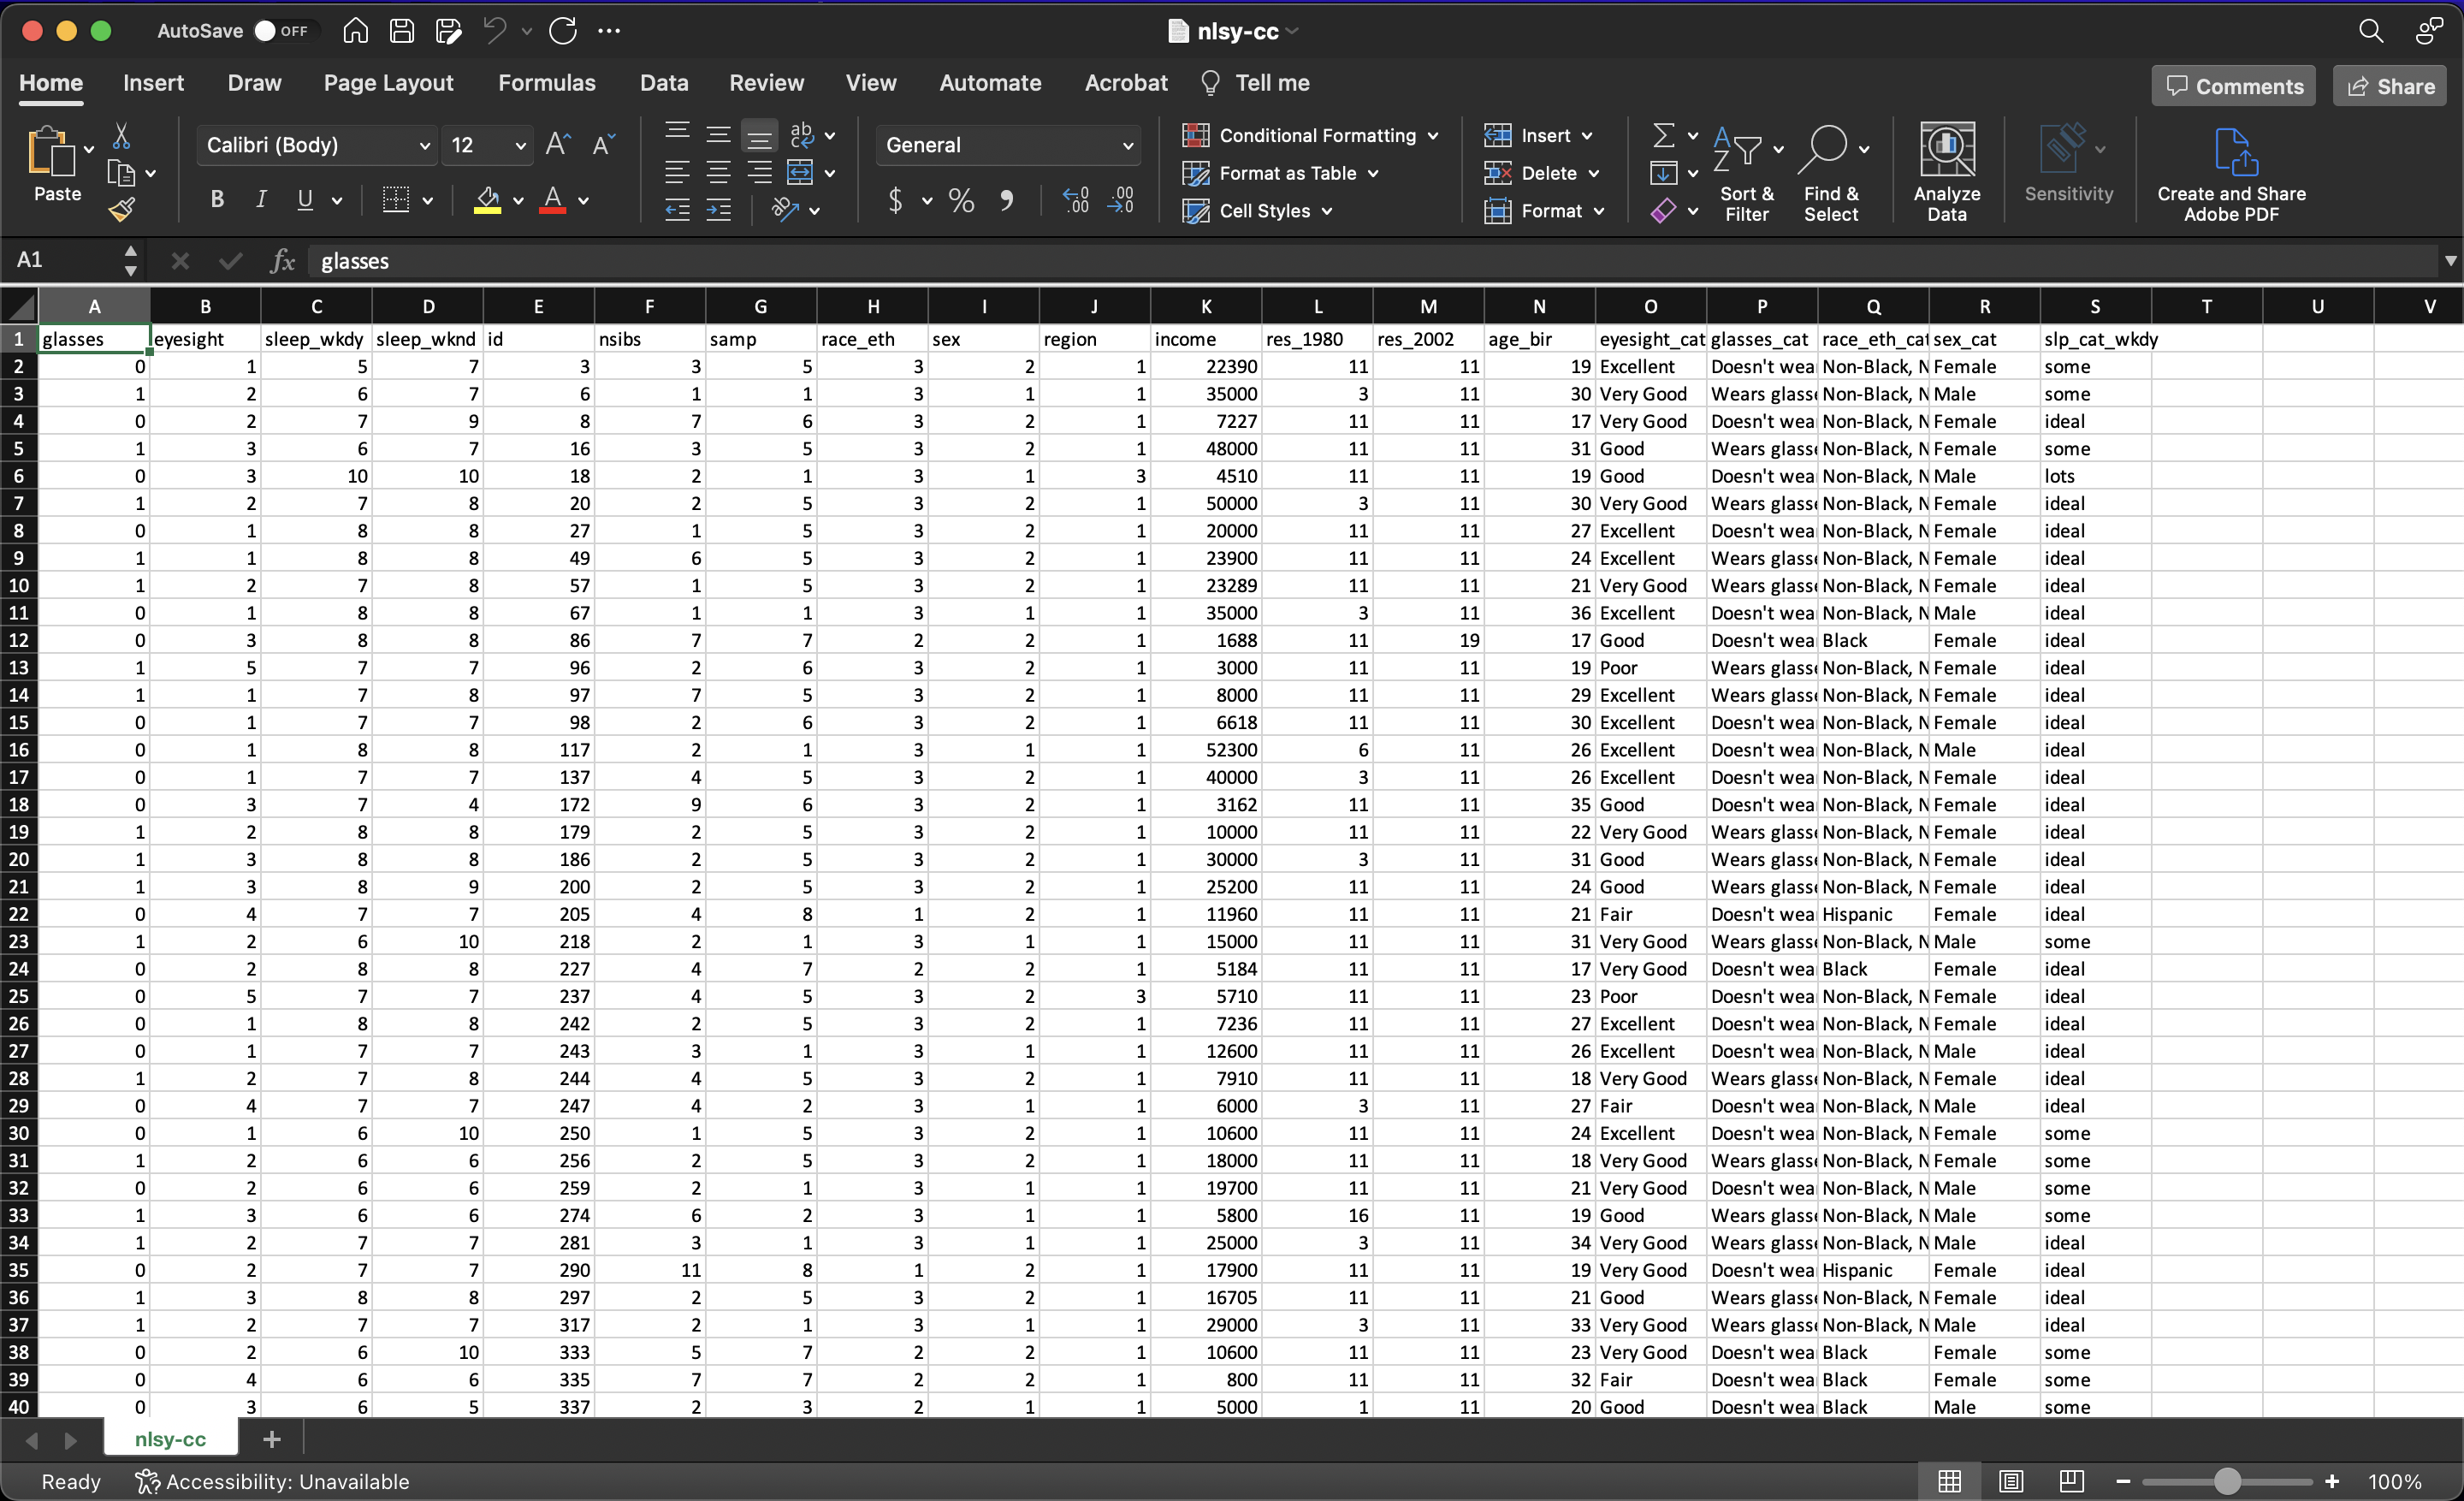 AutoSave OFF nlsy-cc
Home Insert Draw Page Layout Formulas Data Review View Automate Acrobat Tell me Comments Share
Paste Calibri (Body) 12 General Conditional Formatting Format as Table Cell Styles Insert Delete Format Sort & Filter Find & Select Analyze Data Sensitivity Create and Share Adobe PDF
A1 fx glasses
A B C D E F G H I J K L M N O P Q R S T U V
1 glasses eyesight sleep_wkdy sleep_wknd id nsibs samp race_eth sex region income res_1980 res_2002 age_bir eyesight_cat glasses_cat race_eth_cat sex_cat slp_cat_wkdy
2 0 1 5 7 3 3 5 3 2 1 22390 11 11 19 Excellent Doesn't wea Non-Black, N Female some
3 1 2 6 7 6 1 1 3 1 1 35000 3 11 30 Very Good Wears glass Non-Black, N Male some
4 0 2 7 9 8 7 6 3 2 1 7227 11 11 17 Very Good Doesn't wea Non-Black, N Female ideal
5 1 3 6 7 16 3 5 3 2 1 48000 11 11 31 Good Wears glass Non-Black, N Female some
6 0 3 10 10 18 2 1 3 1 3 4510 11 11 19 Good Doesn't wea Non-Black, N Male lots
7 1 2 7 8 20 2 5 3 2 1 50000 3 11 30 Very Good Wears glass Non-Black, N Female ideal
8 0 1 8 8 27 1 5 3 2 1 20000 11 11 27 Excellent Doesn't wea Non-Black, N Female ideal
9 1 1 8 8 49 6 5 3 2 1 23900 11 11 24 Excellent Wears glass Non-Black, N Female ideal
10 1 2 7 8 57 1 5 3 2 1 23289 11 11 21 Very Good Wears glass Non-Black, N Female ideal
11 0 1 8 8 67 1 1 3 1 1 35000 3 11 36 Excellent Doesn't wea Non-Black, N Male ideal
12 0 3 8 8 86 7 7 2 2 1 1688 11 19 17 Good Doesn't wea Black Female ideal
13 1 5 7 7 96 2 6 3 2 1 3000 11 11 19 Poor Wears glass Non-Black, N Female ideal
14 1 1 7 8 97 7 5 3 2 1 8000 11 11 29 Excellent Wears glass Non-Black, N Female ideal
15 0 1 7 7 98 2 6 3 2 1 6618 11 11 30 Excellent Doesn't wea Non-Black, N Female ideal
16 0 1 8 8 117 2 1 3 1 1 52300 6 11 26 Excellent Doesn't wea Non-Black, N Male ideal
17 0 1 7 7 137 4 5 3 2 1 40000 3 11 26 Excellent Doesn't wea Non-Black, N Female ideal
18 0 3 7 4 172 9 6 3 2 1 3162 11 11 35 Good Doesn't wea Non-Black, N Female ideal
19 1 2 8 8 179 2 5 3 2 1 10000 11 11 22 Very Good Wears glass Non-Black, N Female ideal
20 1 3 8 8 186 2 5 3 2 1 30000 3 11 31 Good Wears glass Non-Black, N Female ideal
21 1 3 8 9 200 2 5 3 2 1 25200 11 11 24 Good Wears glass Non-Black, N Female ideal
22 0 4 7 7 205 4 8 1 2 1 11960 11 11 21 Fair Doesn't wea Hispanic Female ideal
23 1 2 6 10 218 2 1 3 1 1 15000 11 11 31 Very Good Wears glass Non-Black, N Male some
24 0 2 8 8 227 4 7 2 2 1 5184 11 11 17 Very Good Doesn't wea Black Female ideal
25 0 5 7 7 237 4 5 3 2 3 5710 11 11 23 Poor Doesn't wea Non-Black, N Female ideal
26 0 1 8 8 242 2 5 3 2 1 7236 11 11 27 Excellent Doesn't wea Non-Black, N Female ideal
27 0 1 7 7 243 3 1 3 1 1 12600 11 11 26 Excellent Doesn't wea Non-Black, N Male ideal
28 1 2 7 8 244 4 5 3 2 1 7910 11 11 18 Very Good Wears glass Non-Black, N Female ideal
29 0 4 7 7 247 4 2 3 1 1 6000 3 11 27 Fair Doesn't wea Non-Black, N Male ideal
30 0 1 6 10 250 1 5 3 2 1 10600 11 11 24 Excellent Doesn't wea Non-Black, N Female some
31 1 2 6 6 256 2 5 3 2 1 18000 11 11 18 Very Good Wears glass Non-Black, N Female some
32 0 2 6 6 259 2 1 3 1 1 19700 11 11 21 Very Good Doesn't wea Non-Black, N Male some
33 1 3 6 6 274 6 2 3 1 1 5800 16 11 19 Good Wears glass Non-Black, N Male some
34 1 2 7 7 281 3 1 3 1 1 25000 3 11 34 Very Good Wears glass Non-Black, N Male ideal
35 0 2 7 7 290 11 8 1 2 1 17900 11 11 19 Very Good Doesn't wea Hispanic Female ideal
36 1 3 8 8 297 2 5 3 2 1 16705 11 11 21 Good Wears glass Non-Black, N Female ideal
37 1 2 7 7 317 2 1 3 1 1 29000 3 11 33 Very Good Wears glass Non-Black, N Male ideal
38 0 2 6 10 333 5 7 2 2 1 10600 11 11 23 Very Good Doesn't wea Black Female some
39 0 4 6 6 335 7 7 2 2 1 800 11 11 32 Fair Doesn't wea Black Female some
40 0 3 6 5 337 2 3 2 1 1 5000 1 11 20 Good Doesn't wea Black Male some
nlsy-cc
Ready Accessibility: Unavailable 100%